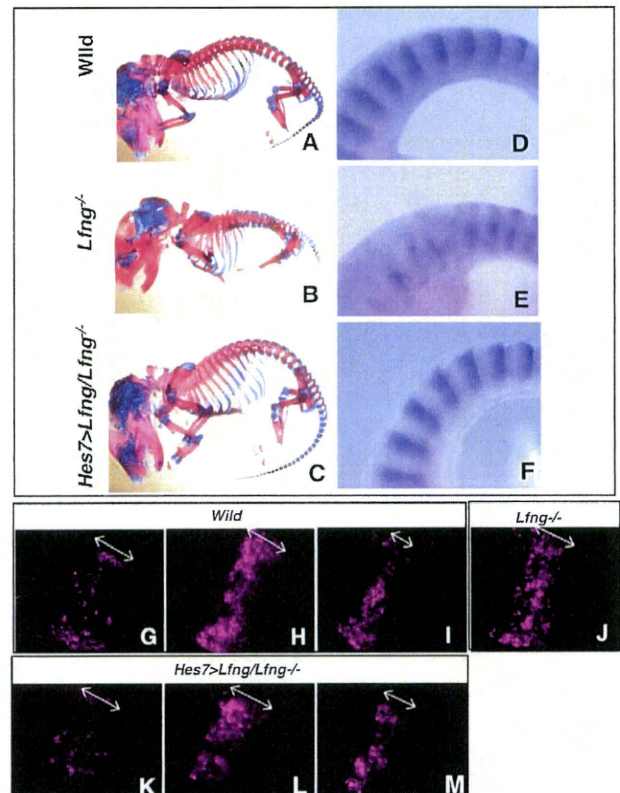 Wild
A
D
Lfng-/-
B
E
Hes7>Lfng/Lfng-/-
C
F
Wild
Lfng-/-
G
H
I
J
Hes7>Lfng/Lfng-/-
K
L
M